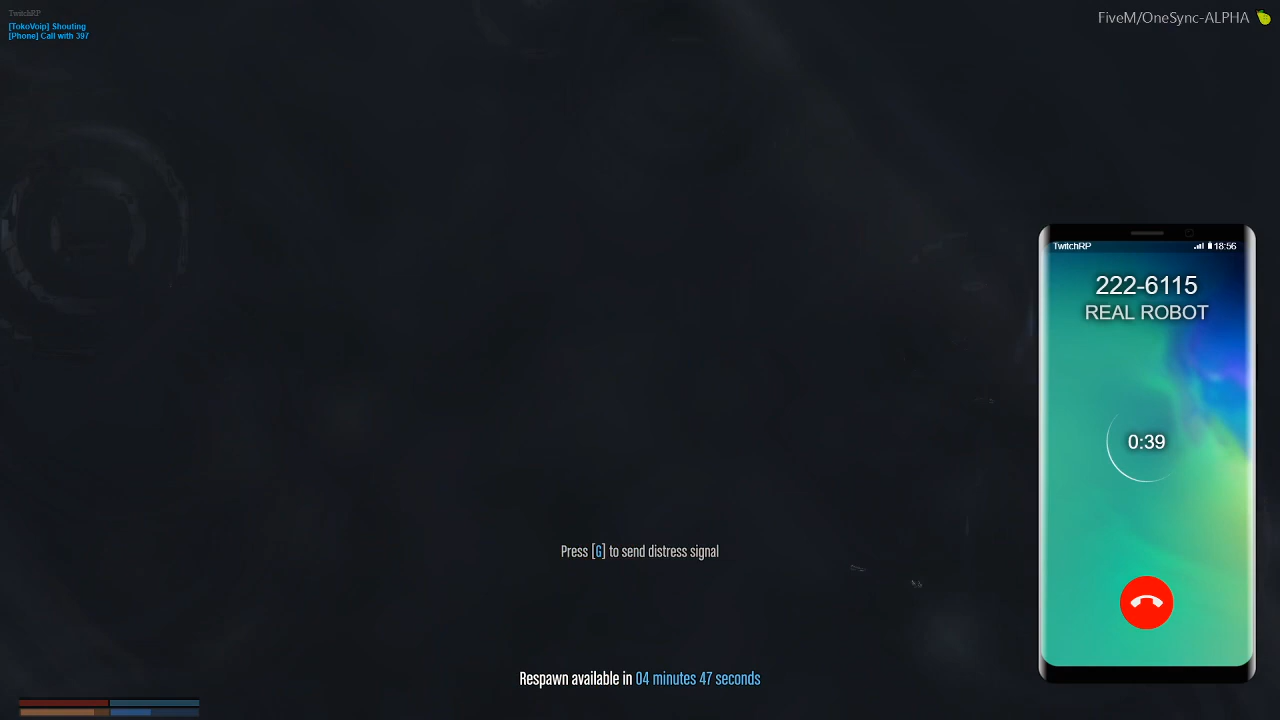 TwitchRP
[TokoVoip] Shouting
[Phone] Call with 397
FiveM/OneSync-ALPHA
TwitchRP 18:56
222-6115
REAL ROBOT
0:39
Press [G] to send distress signal
Respawn available in 04 minutes 47 seconds